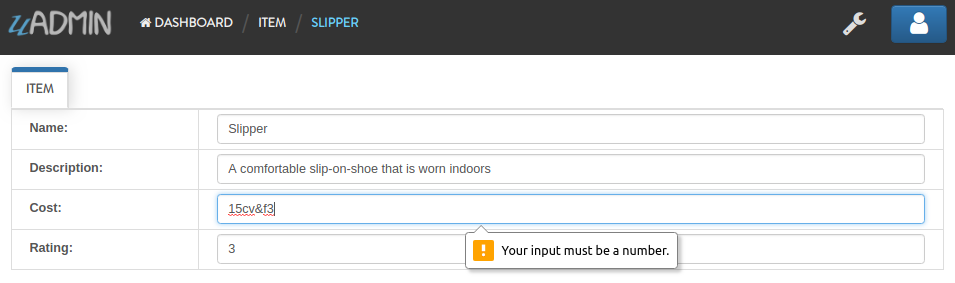 uADMIN DASHBOARD / ITEM / SLIPPER
ITEM
Name: Slipper
Description: A comfortable slip-on-shoe that is worn indoors
Cost: 15cv&f3
Rating: 3
! Your input must be a number.